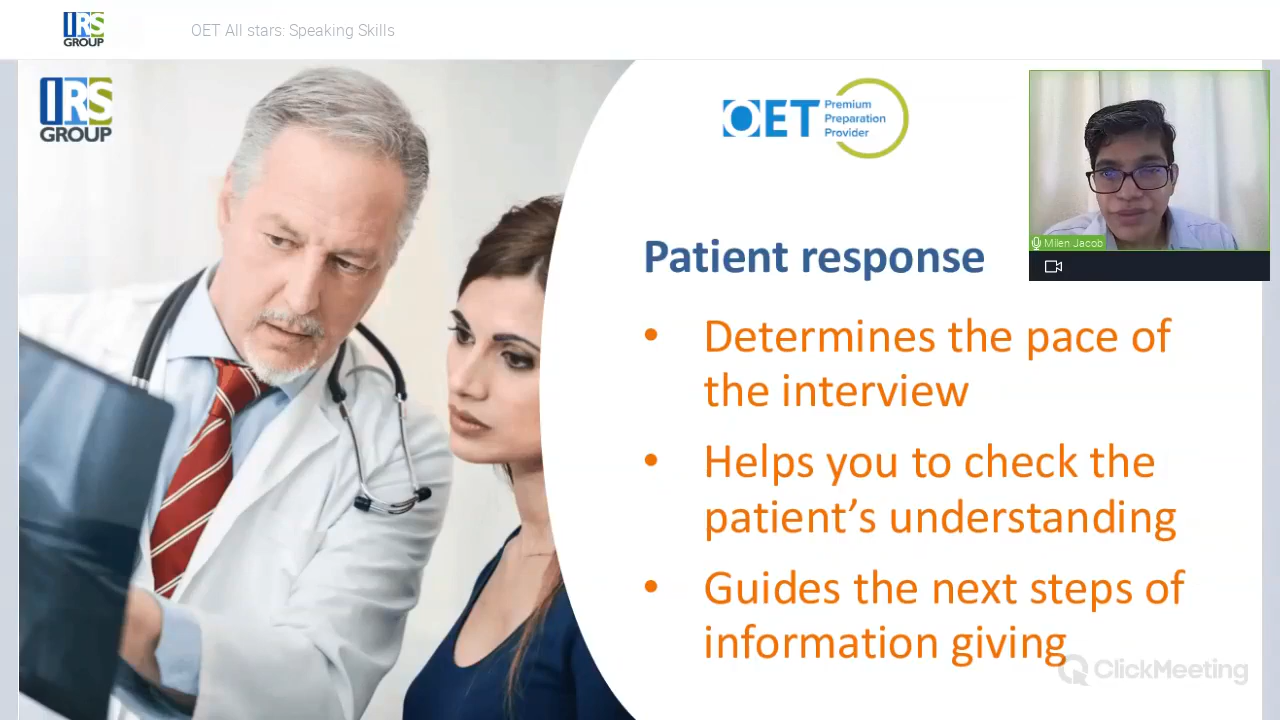 IRS
GROUP
OET All stars: Speaking Skills
IRS
GROUP
OET
Premium
Preparation
Provider
Milen Jacob
Patient response
• Determines the pace of
the interview
• Helps you to check the
patient’s understanding
• Guides the next steps of
information giving
ClickMeeting